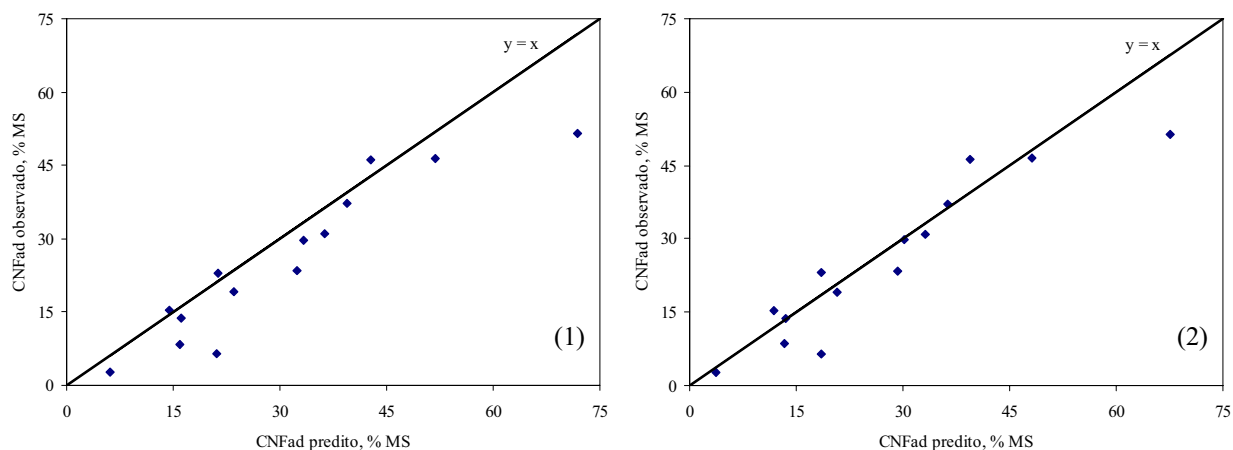 75
60
45
30
15
0
CNFad observado, % MS
y = x
(1)
0 15 30 45 60 75
CNFad predito, % MS
75
60
45
30
15
0
CNFad observado, % MS
y = x
(2)
0 15 30 45 60 75
CNFad predito, % MS